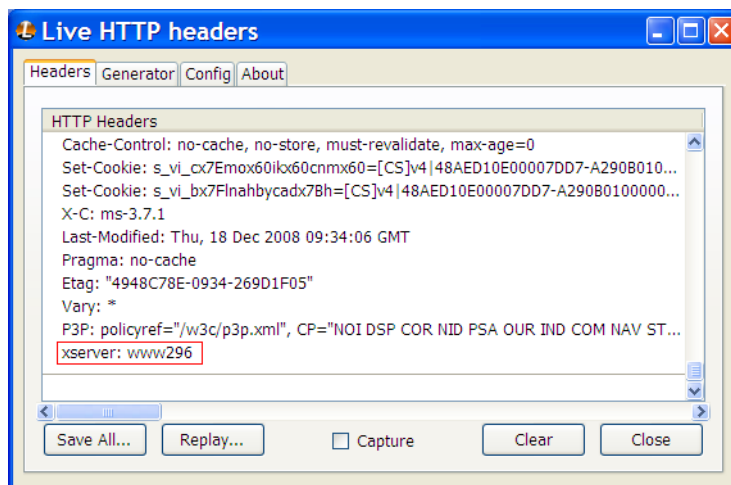 Live HTTP headers
Headers Generator Config About
HTTP Headers
Cache-Control: no-cache, no-store, must-revalidate, max-age=0
Set-Cookie: s_vi_cx7Emox60ikx60cnmx60=[CS]v4|48AED10E00007DD7-A290B010...
Set-Cookie: s_vi_bx7Flnahbycadx7Bh=[CS]v4|48AED10E00007DD7-A290B0100000...
X-C: ms-3.7.1
Last-Modified: Thu, 18 Dec 2008 09:34:06 GMT
Pragma: no-cache
Etag: "4948C78E-0934-269D1F05"
Vary: *
P3P: policyref="/w3c/p3p.xml", CP="NOI DSP COR NID PSA OUR IND COM NAV ST...
xserver: www296
Save All... Replay... Capture Clear Close